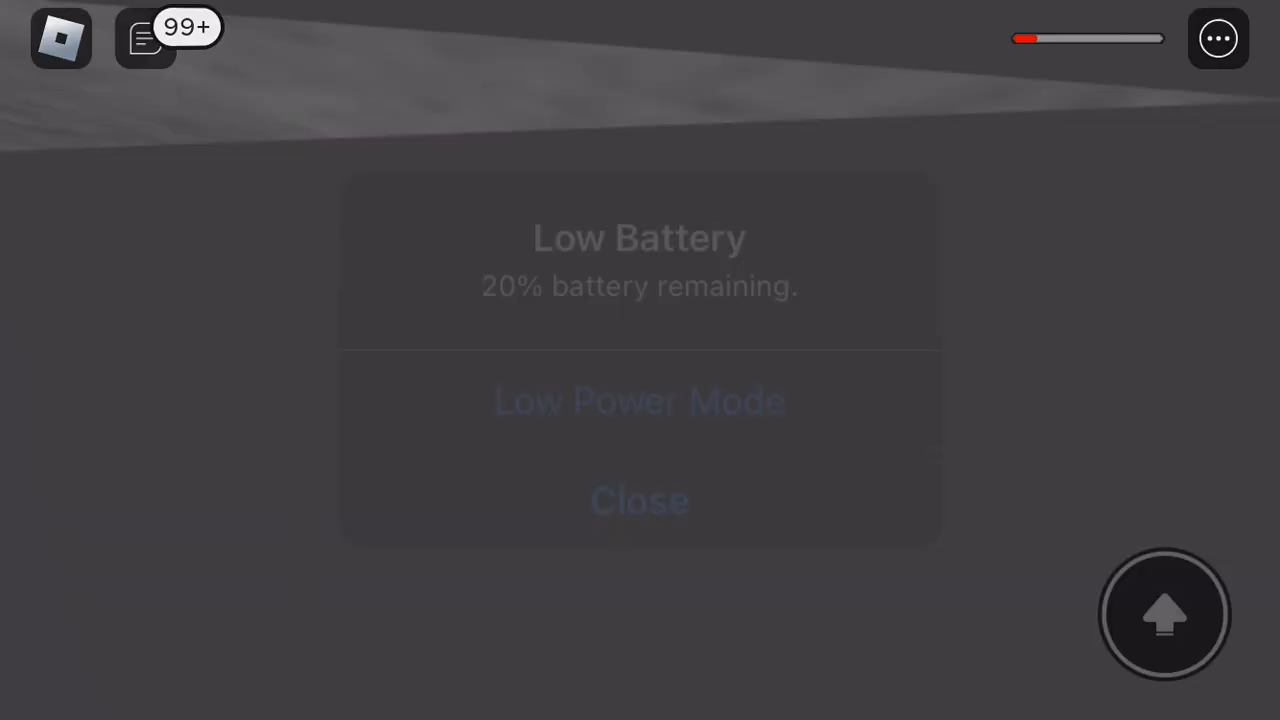 99+
Low Battery
20% battery remaining.
Low Power Mode
Close